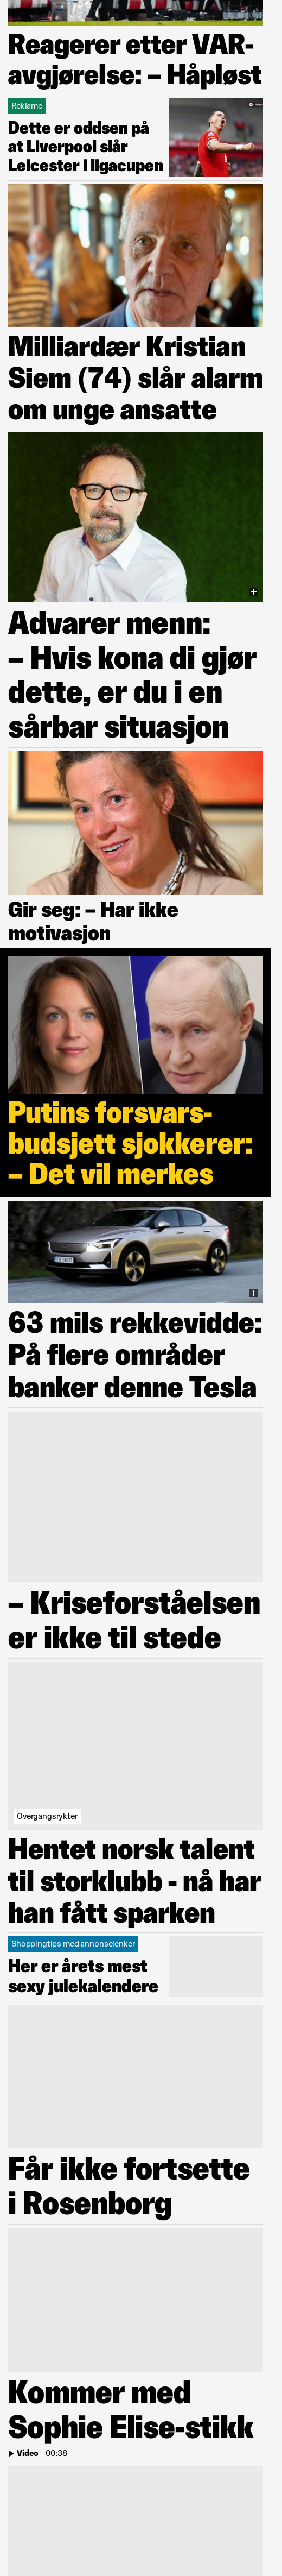 Reagerer etter VAR-
avgjørelse: – Håpløst
Reklame
Dette er oddsen på
at Liverpool slår
Leicester i ligacupen
Milliardær Kristian
Siem (74) slår alarm
om unge ansatte
Advarer menn:
– Hvis kona di gjør
dette, er du i en
sårbar situasjon
Gir seg: – Har ikke
motivasjon
Putins forsvars-
budsjett sjokkerer:
– Det vil merkes
63 mils rekkevidde:
På flere områder
banker denne Tesla
– Kriseforståelsen
er ikke til stede
Overgangsrykter
Hentet norsk talent
til storklubb - nå har
han fått sparken
Shoppingtips med annonselenker
Her er årets mest
sexy julekalendere
Får ikke fortsette
i Rosenborg
Kommer med
Sophie Elise-stikk
Video | 00:38